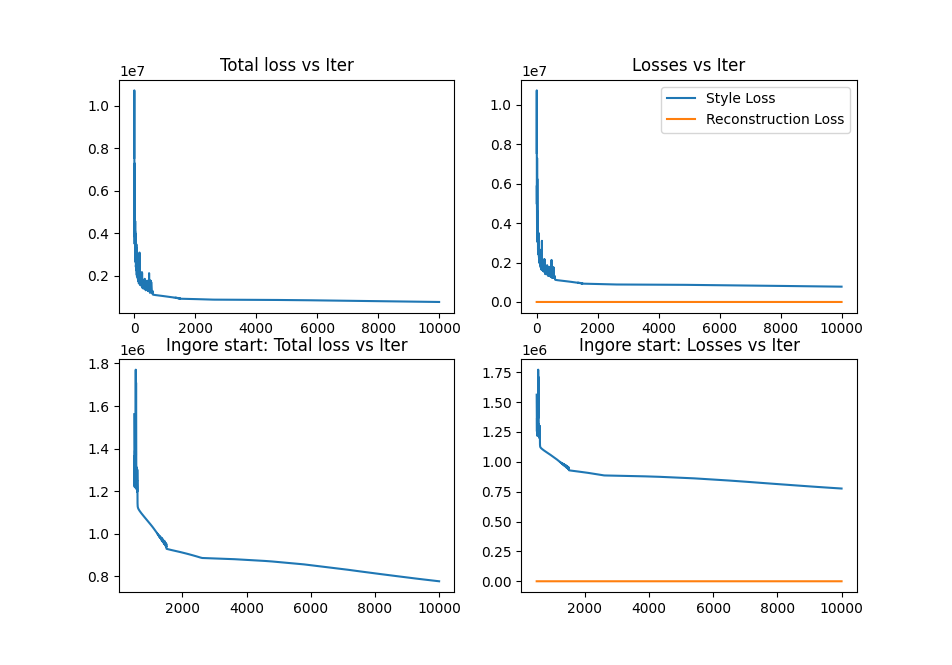 Total loss vs Iter
1e7
1.0
0.8
0.6
0.4
0.2
0 2000 4000 6000 8000 10000
Losses vs Iter
1e7
Style Loss
Reconstruction Loss
1.0
0.8
0.6
0.4
0.2
0.0
0 2000 4000 6000 8000 10000
Ingore start: Total loss vs Iter
1e6
1.8
1.6
1.4
1.2
1.0
0.8
2000 4000 6000 8000 10000
Ingore start: Losses vs Iter
1e6
1.75
1.50
1.25
1.00
0.75
0.50
0.25
0.00
2000 4000 6000 8000 10000